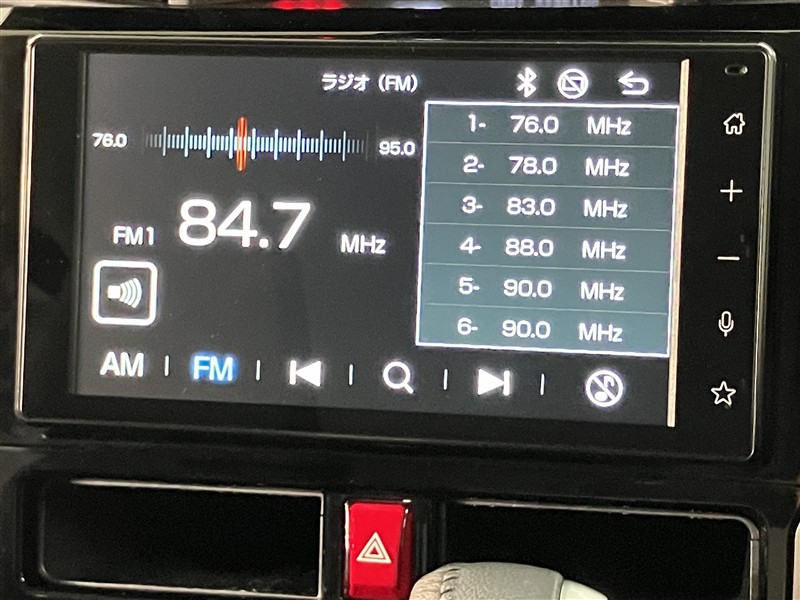 ラジオ（FM）
76.0
95.0
FM1 84.7 MHz
AM FM
1- 76.0 MHz
2- 78.0 MHz
3- 83.0 MHz
4- 88.0 MHz
5- 90.0 MHz
6- 90.0 MHz